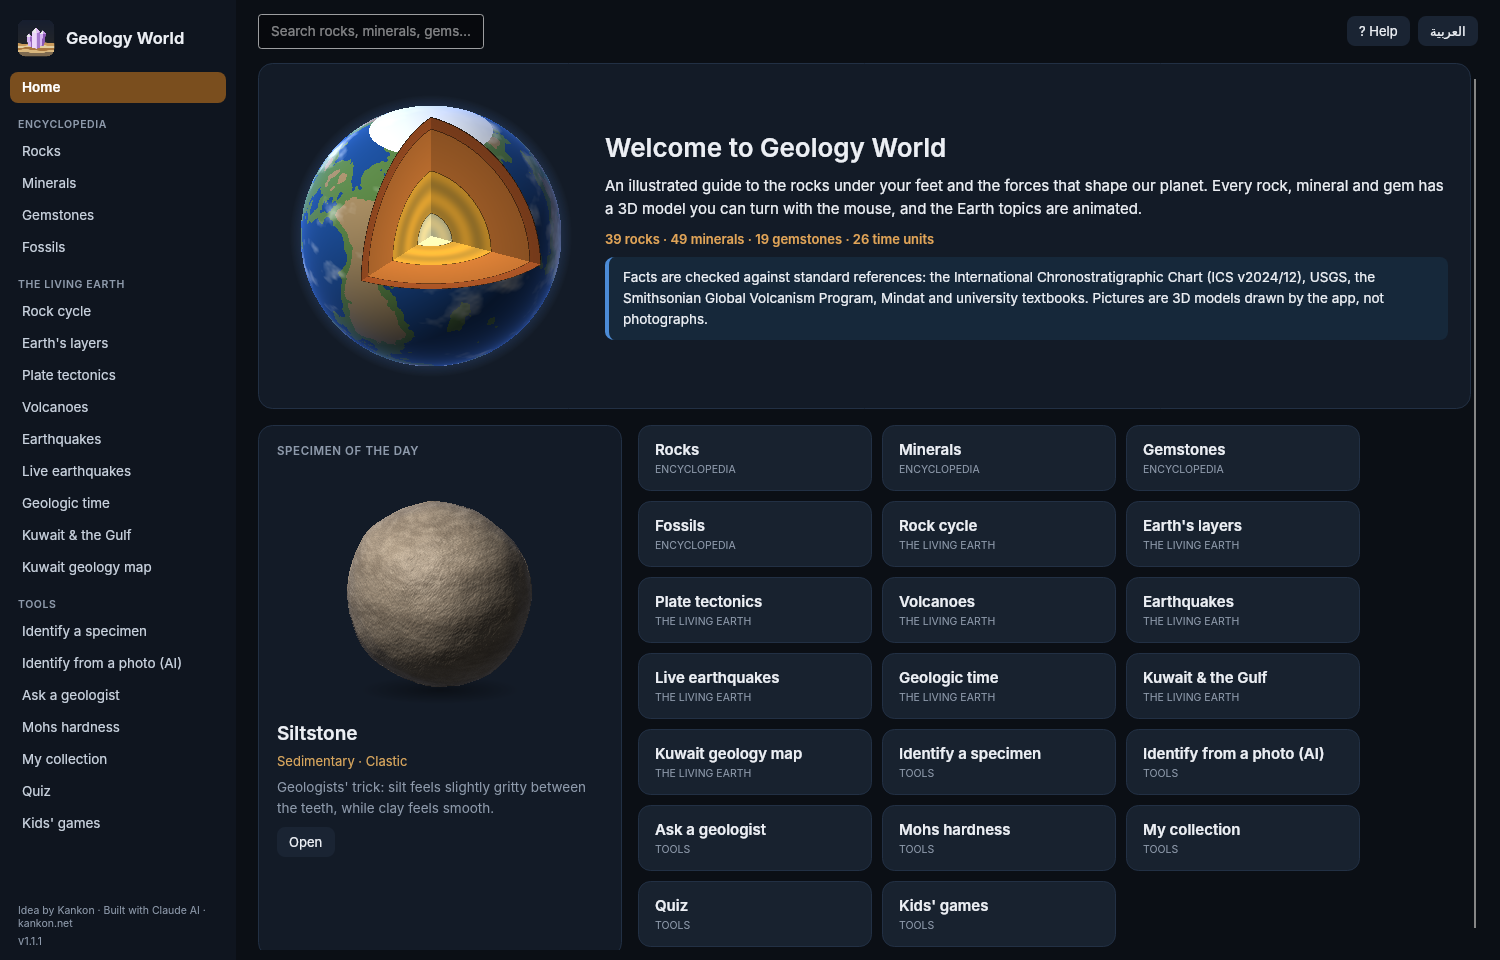 Geology World
Home
ENCYCLOPEDIA
Rocks
Minerals
Gemstones
Fossils
THE LIVING EARTH
Rock cycle
Earth's layers
Plate tectonics
Volcanoes
Earthquakes
Live earthquakes
Geologic time
Kuwait & the Gulf
Kuwait geology map
TOOLS
Identify a specimen
Identify from a photo (AI)
Ask a geologist
Mohs hardness
My collection
Quiz
Kids' games
Idea by Kankon · Built with Claude AI ·
kankon.net
v1.1.1
Search rocks, minerals, gems...
? Help
العربية
Welcome to Geology World
An illustrated guide to the rocks under your feet and the forces that shape our planet. Every rock, mineral and gem has
a 3D model you can turn with the mouse, and the Earth topics are animated.
39 rocks · 49 minerals · 19 gemstones · 26 time units
Facts are checked against standard references: the International Chronostratigraphic Chart (ICS v2024/12), USGS, the
Smithsonian Global Volcanism Program, Mindat and university textbooks. Pictures are 3D models drawn by the app, not
photographs.
SPECIMEN OF THE DAY
Siltstone
Sedimentary · Clastic
Geologists' trick: silt feels slightly gritty between
the teeth, while clay feels smooth.
Open
Rocks
ENCYCLOPEDIA
Minerals
ENCYCLOPEDIA
Gemstones
ENCYCLOPEDIA
Fossils
ENCYCLOPEDIA
Rock cycle
THE LIVING EARTH
Earth's layers
THE LIVING EARTH
Plate tectonics
THE LIVING EARTH
Volcanoes
THE LIVING EARTH
Earthquakes
THE LIVING EARTH
Live earthquakes
THE LIVING EARTH
Geologic time
THE LIVING EARTH
Kuwait & the Gulf
THE LIVING EARTH
Kuwait geology map
THE LIVING EARTH
Identify a specimen
TOOLS
Identify from a photo (AI)
TOOLS
Ask a geologist
TOOLS
Mohs hardness
TOOLS
My collection
TOOLS
Quiz
TOOLS
Kids' games
TOOLS